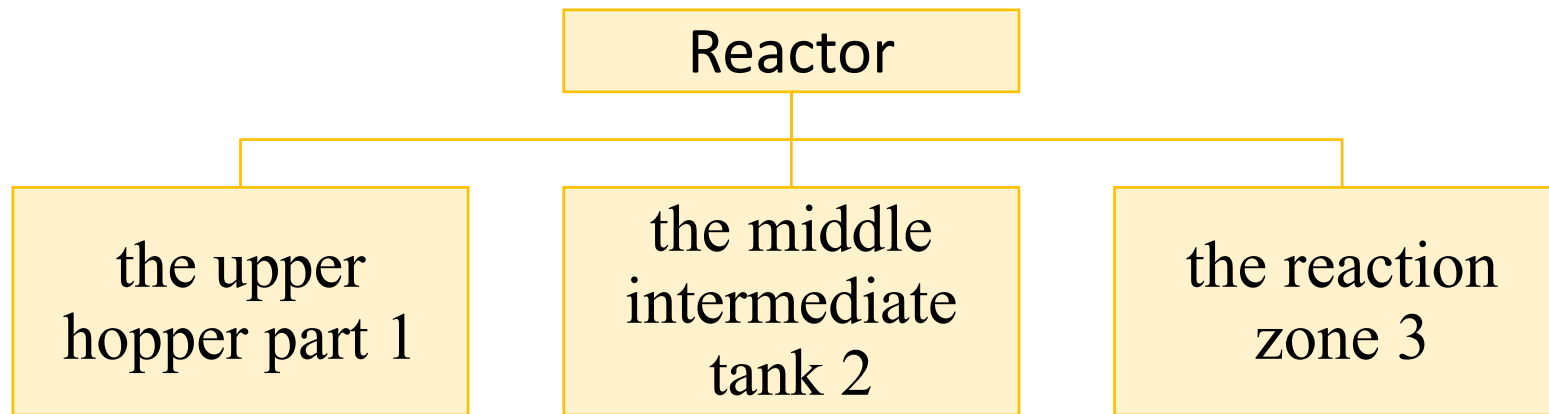 Reactor
the upper
hopper part 1
the middle
intermediate
tank 2
the reaction
zone 3